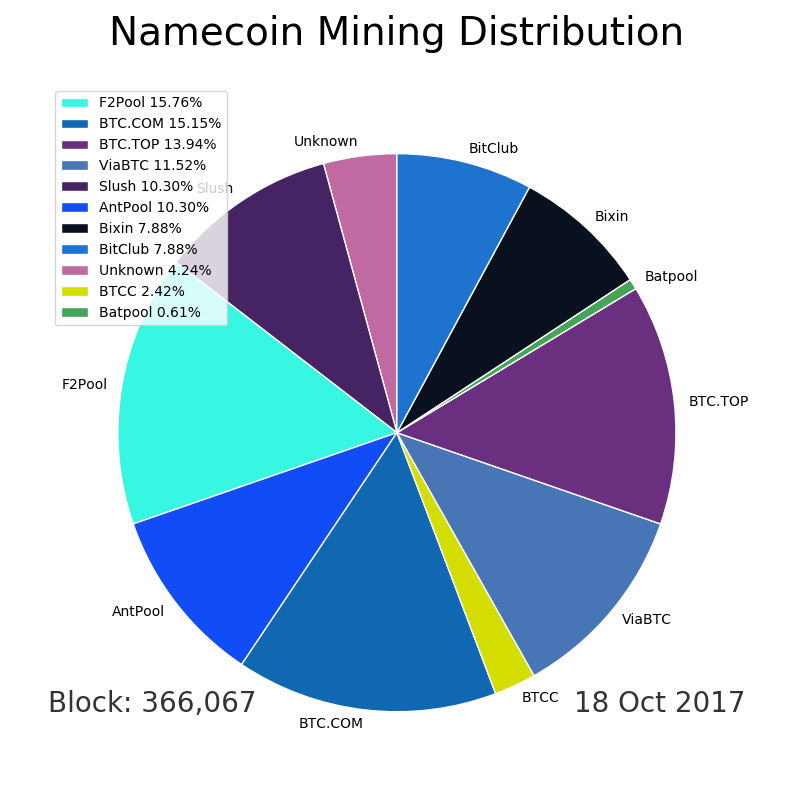 Namecoin Mining Distribution
F2Pool 15.76%
BTC.COM 15.15%
BTC.TOP 13.94%
ViaBTC 11.52%
Slush 10.30%
AntPool 10.30%
Bixin 7.88%
BitClub 7.88%
Unknown 4.24%
BTCC 2.42%
Batpool 0.61%
Unknown
BitClub
Slush
Bixin
Batpool
F2Pool
BTC.TOP
AntPool
ViaBTC
BTCC
BTC.COM
Block: 366,067
18 Oct 2017